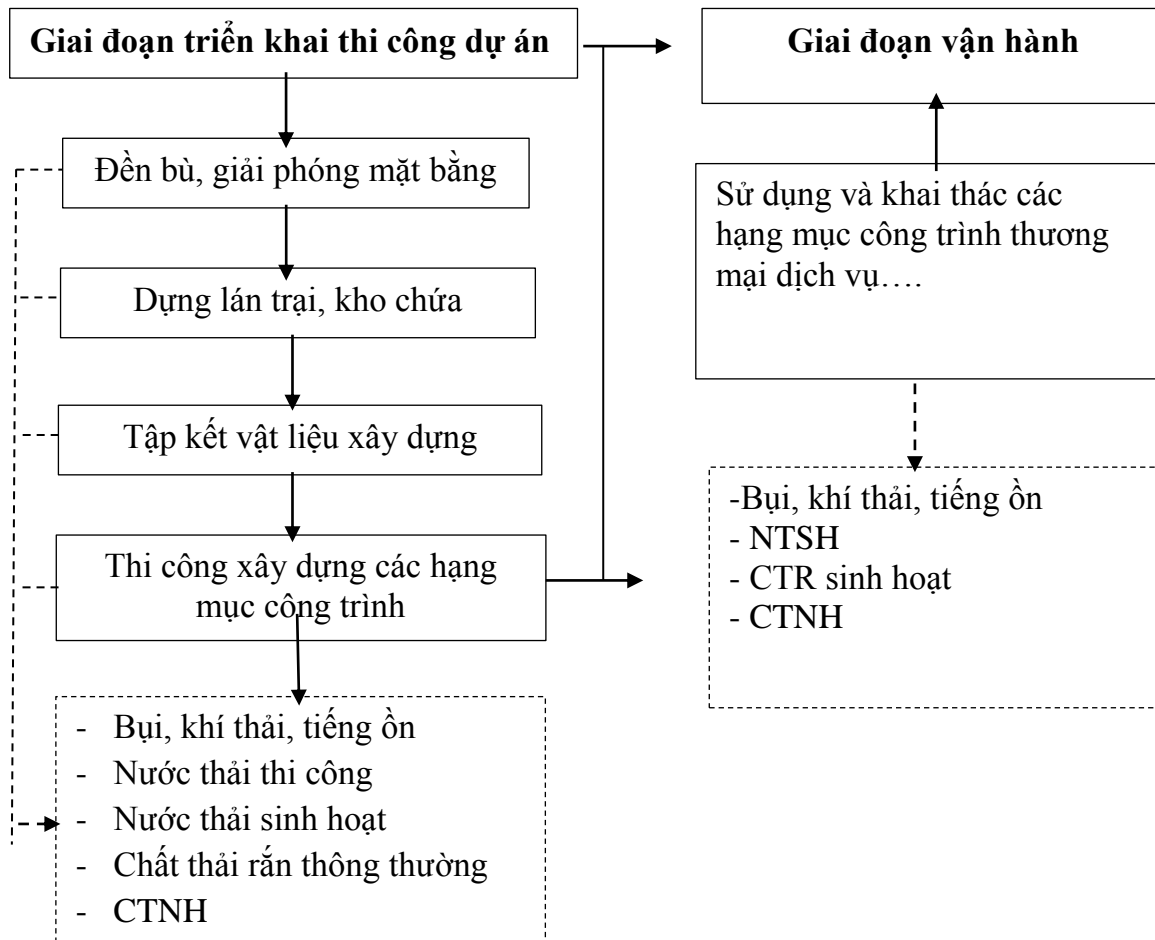 Giai đoạn triển khai thi công dự án
Đền bù, giải phóng mặt bằng
Dựng lán trại, kho chứa
Tập kết vật liệu xây dựng
Thi công xây dựng các hạng
mục công trình
- Bụi, khí thải, tiếng ồn
- Nước thải thi công
- Nước thải sinh hoạt
- Chất thải rắn thông thường
- CTNH
Giai đoạn vận hành
Sử dụng và khai thác các
hạng mục công trình thương
mại dịch vụ….
-Bụi, khí thải, tiếng ồn
- NTSH
- CTR sinh hoạt
- CTNH